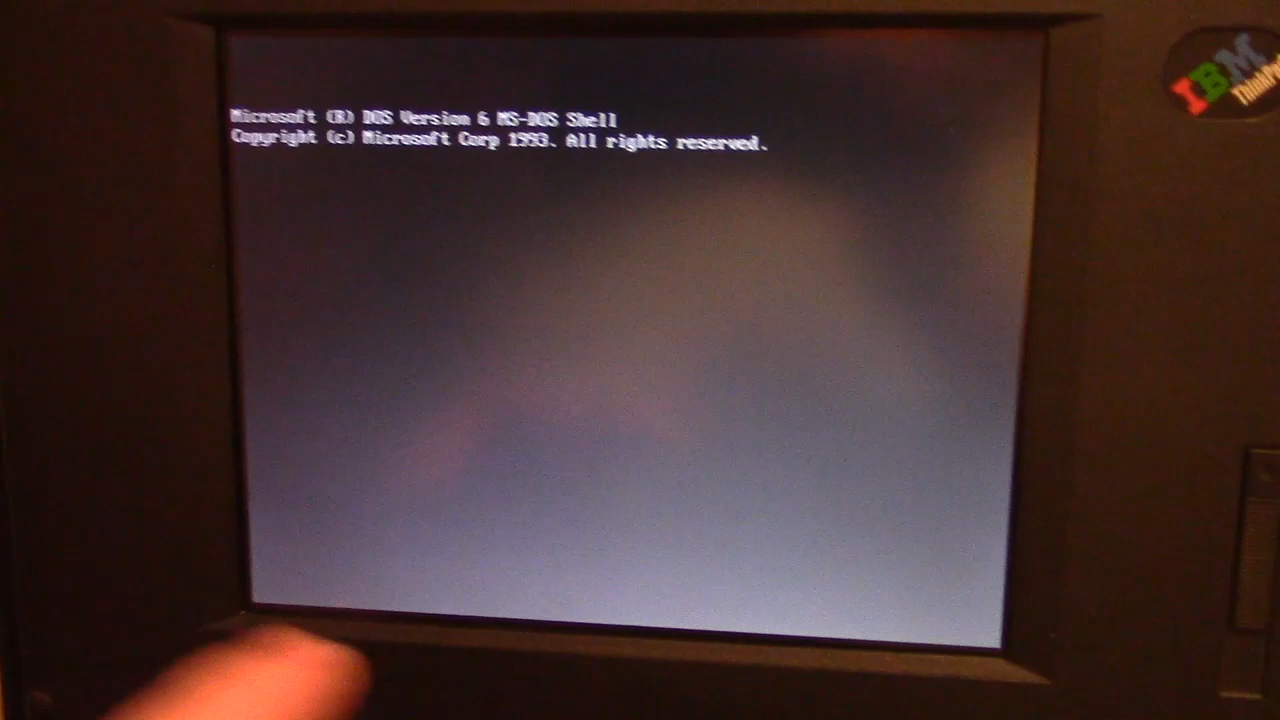 Microsoft (R) DOS Version 6 MS-DOS Shell
Copyright (c) Microsoft Corp 1993. All rights reserved.
IBM